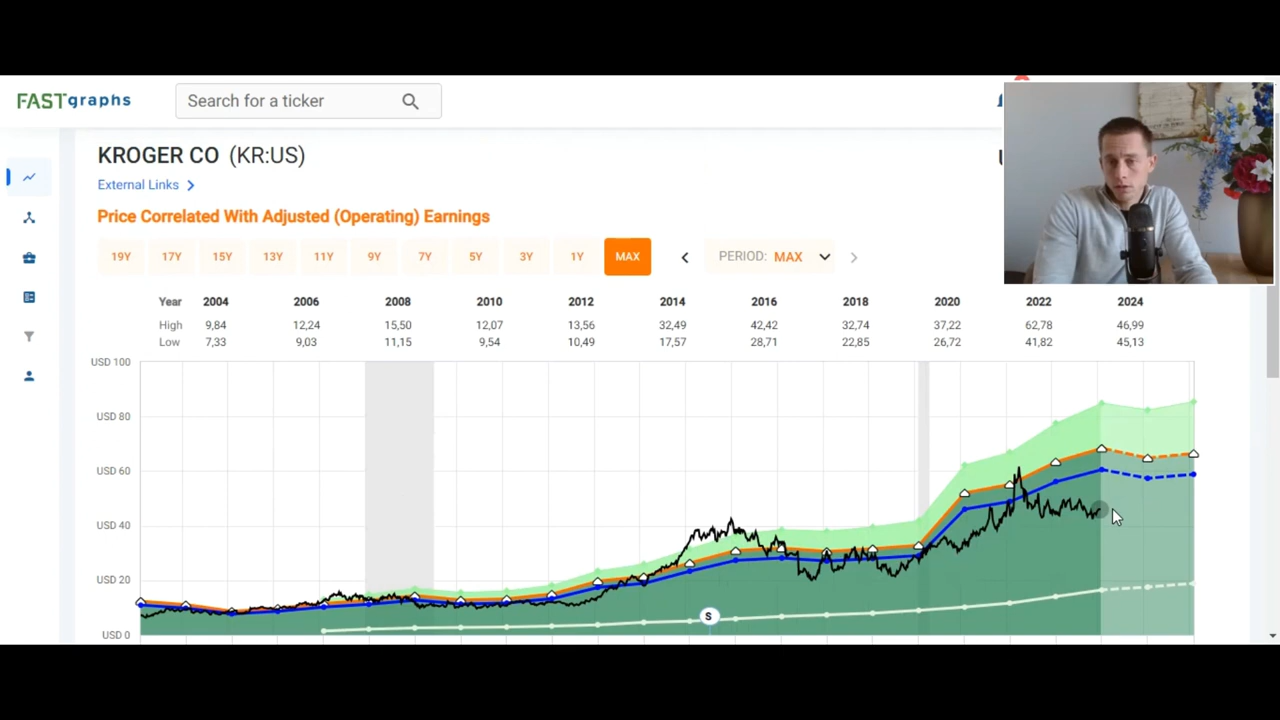 FASTgraphs
Search for a ticker
KROGER CO (KR:US)
External Links
Price Correlated With Adjusted (Operating) Earnings
19Y 17Y 15Y 13Y 11Y 9Y 7Y 5Y 3Y 1Y MAX PERIOD: MAX
Year 2004 2006 2008 2010 2012 2014 2016 2018 2020 2022 2024
High 9,84 12,24 15,50 12,07 13,56 32,49 42,42 32,74 37,22 62,78 46,99
Low 7,33 9,03 11,15 9,54 10,49 17,57 28,71 22,85 26,72 41,82 45,13
USD 100
USD 80
USD 60
USD 40
USD 20
S
USD 0